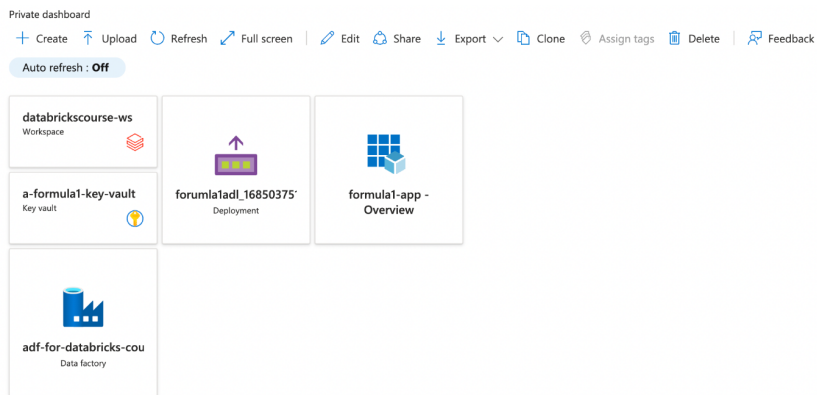 Private dashboard
Create Upload Refresh Full screen Edit Share Export Clone Assign tags Delete Feedback
Auto refresh : Off
databrickscourse-ws
Workspace
a-formula1-key-vault
Key vault
forumla1adl_168503751
Deployment
formula1-app -
Overview
adf-for-databricks-cou
Data factory